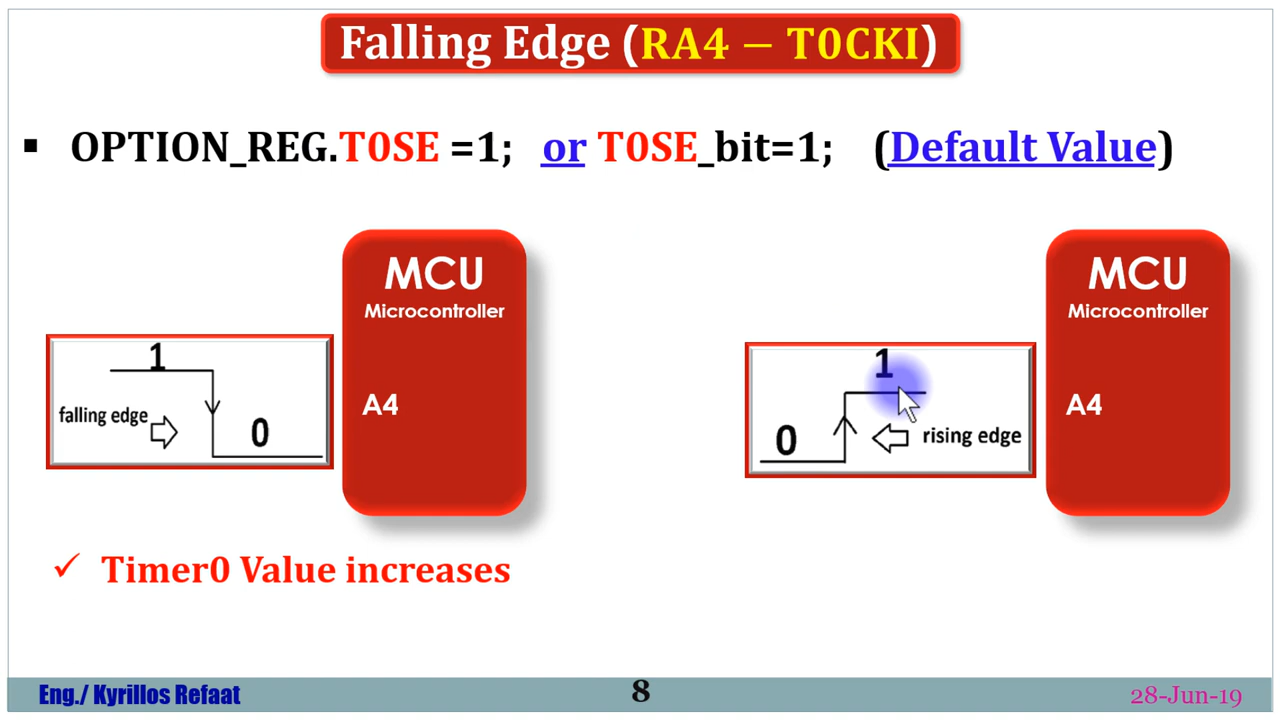 Falling Edge (RA4 – T0CKI)
▪ OPTION_REG.T0SE =1; or T0SE_bit=1; (Default Value)
MCU
Microcontroller
A4
1
falling edge
0
MCU
Microcontroller
A4
1
0
rising edge
✓ Timer0 Value increases
Eng./ Kyrillos Refaat
8
28-Jun-19